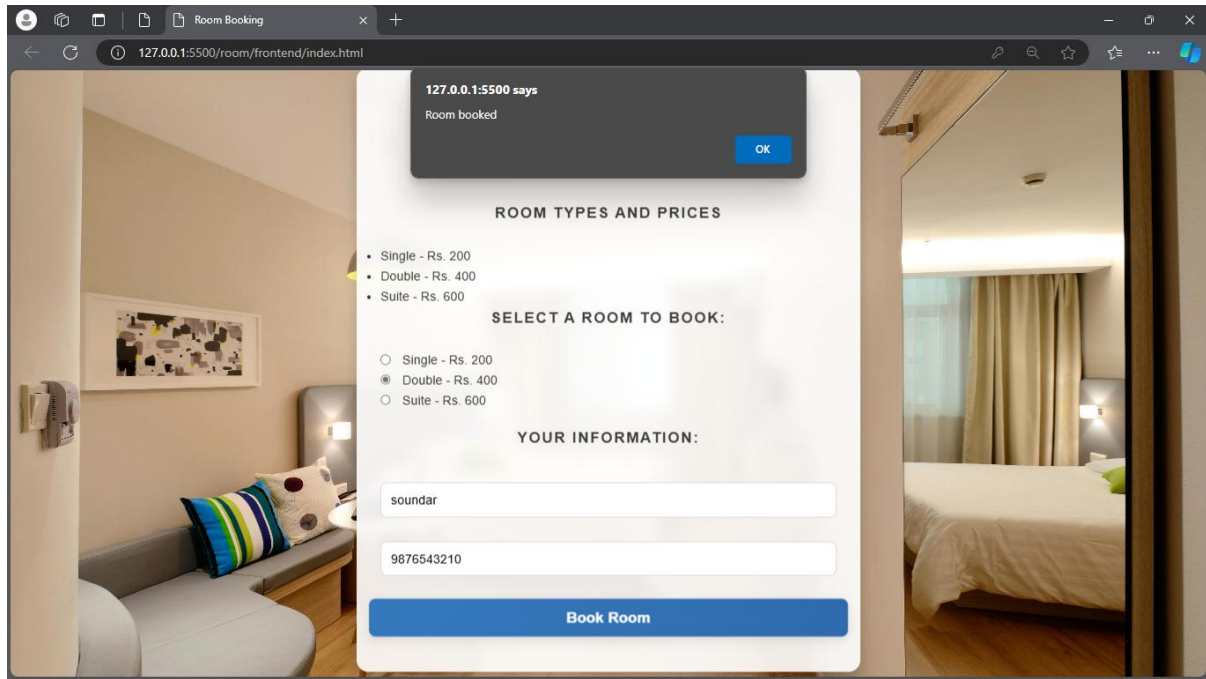 Room Booking
127.0.0.1:5500/room/frontend/index.html
127.0.0.1:5500 says
Room booked
OK
ROOM TYPES AND PRICES
• Single - Rs. 200
• Double - Rs. 400
• Suite - Rs. 600
SELECT A ROOM TO BOOK:
Single - Rs. 200
Double - Rs. 400
Suite - Rs. 600
YOUR INFORMATION:
soundar
9876543210
Book Room